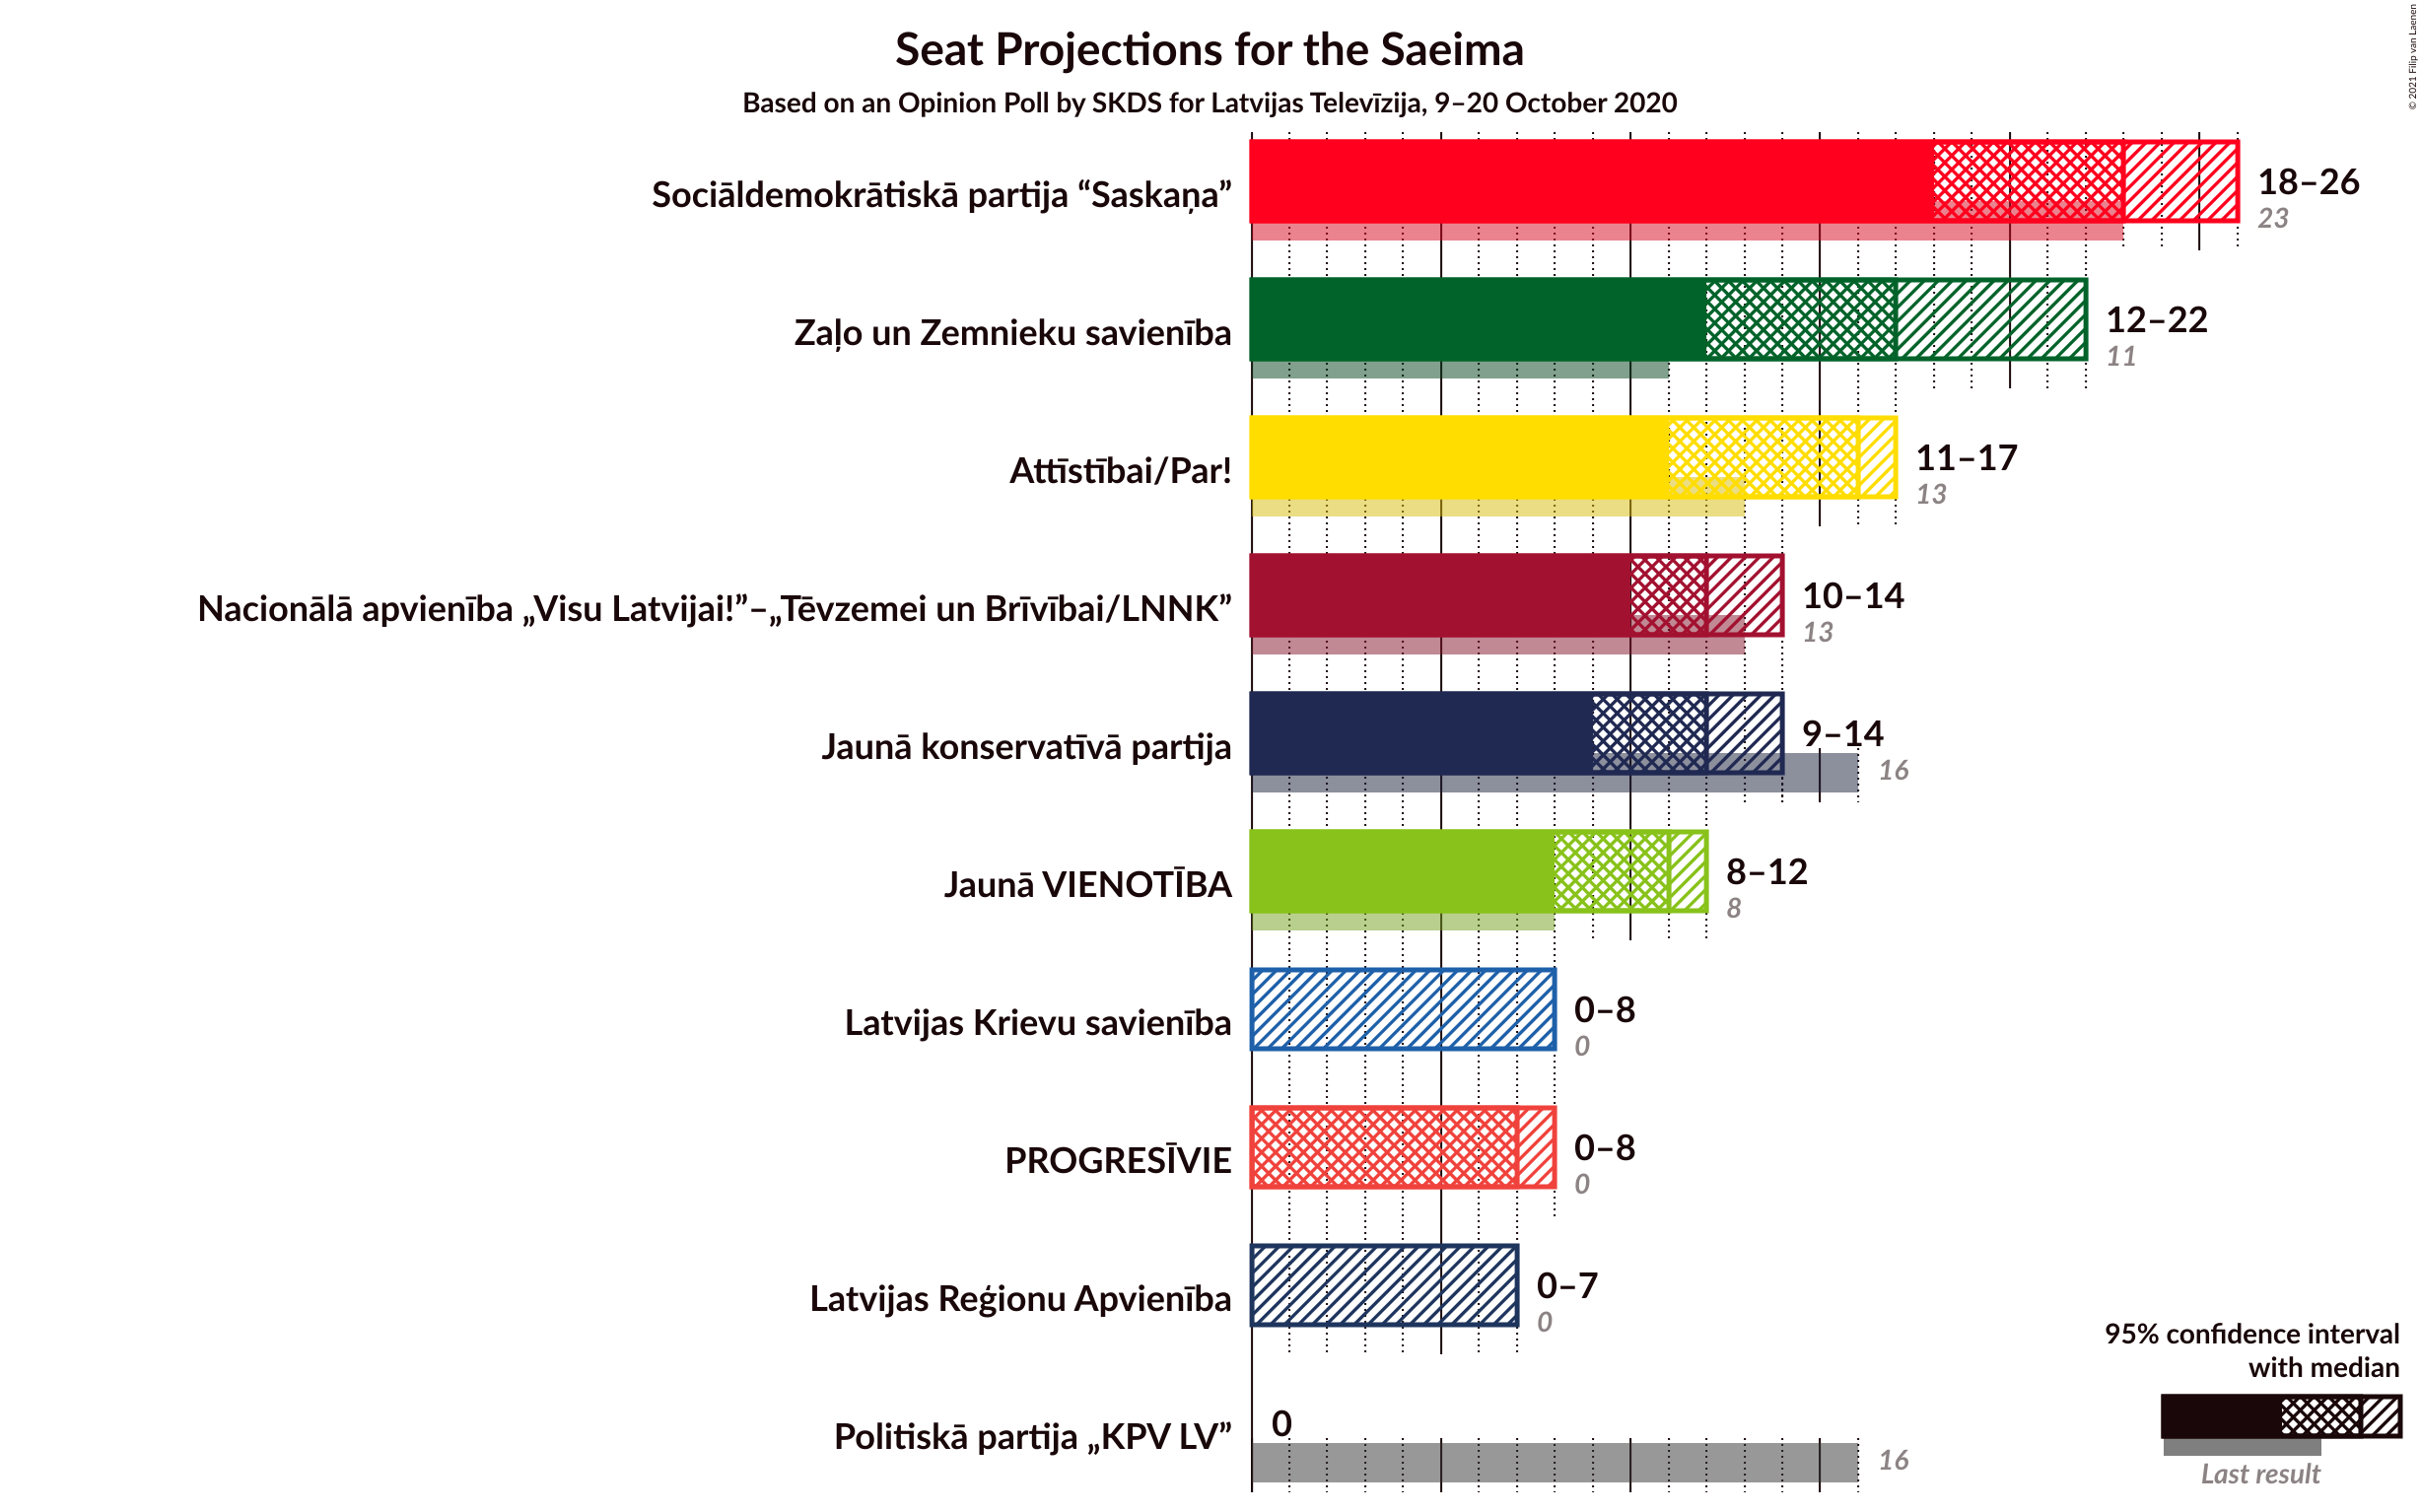 Seat Projections for the Saeima
Based on an Opinion Poll by SKDS for Latvijas Televīzija, 9–20 October 2020
© 2021 Filip van Laenen
Sociāldemokrātiskā partija “Saskaņa”
18–26
23
Zaļo un Zemnieku savienība
12–22
11
Attīstībai/Par!
11–17
13
Nacionālā apvienība „Visu Latvijai!”–„Tēvzemei un Brīvībai/LNNK”
10–14
13
Jaunā konservatīvā partija
9–14
16
Jaunā VIENOTĪBA
8–12
8
Latvijas Krievu savienība
0–8
0
PROGRESĪVIE
0–8
0
Latvijas Reģionu Apvienība
0–7
0
Politiskā partija „KPV LV”
0
16
95% confidence interval
with median
Last result